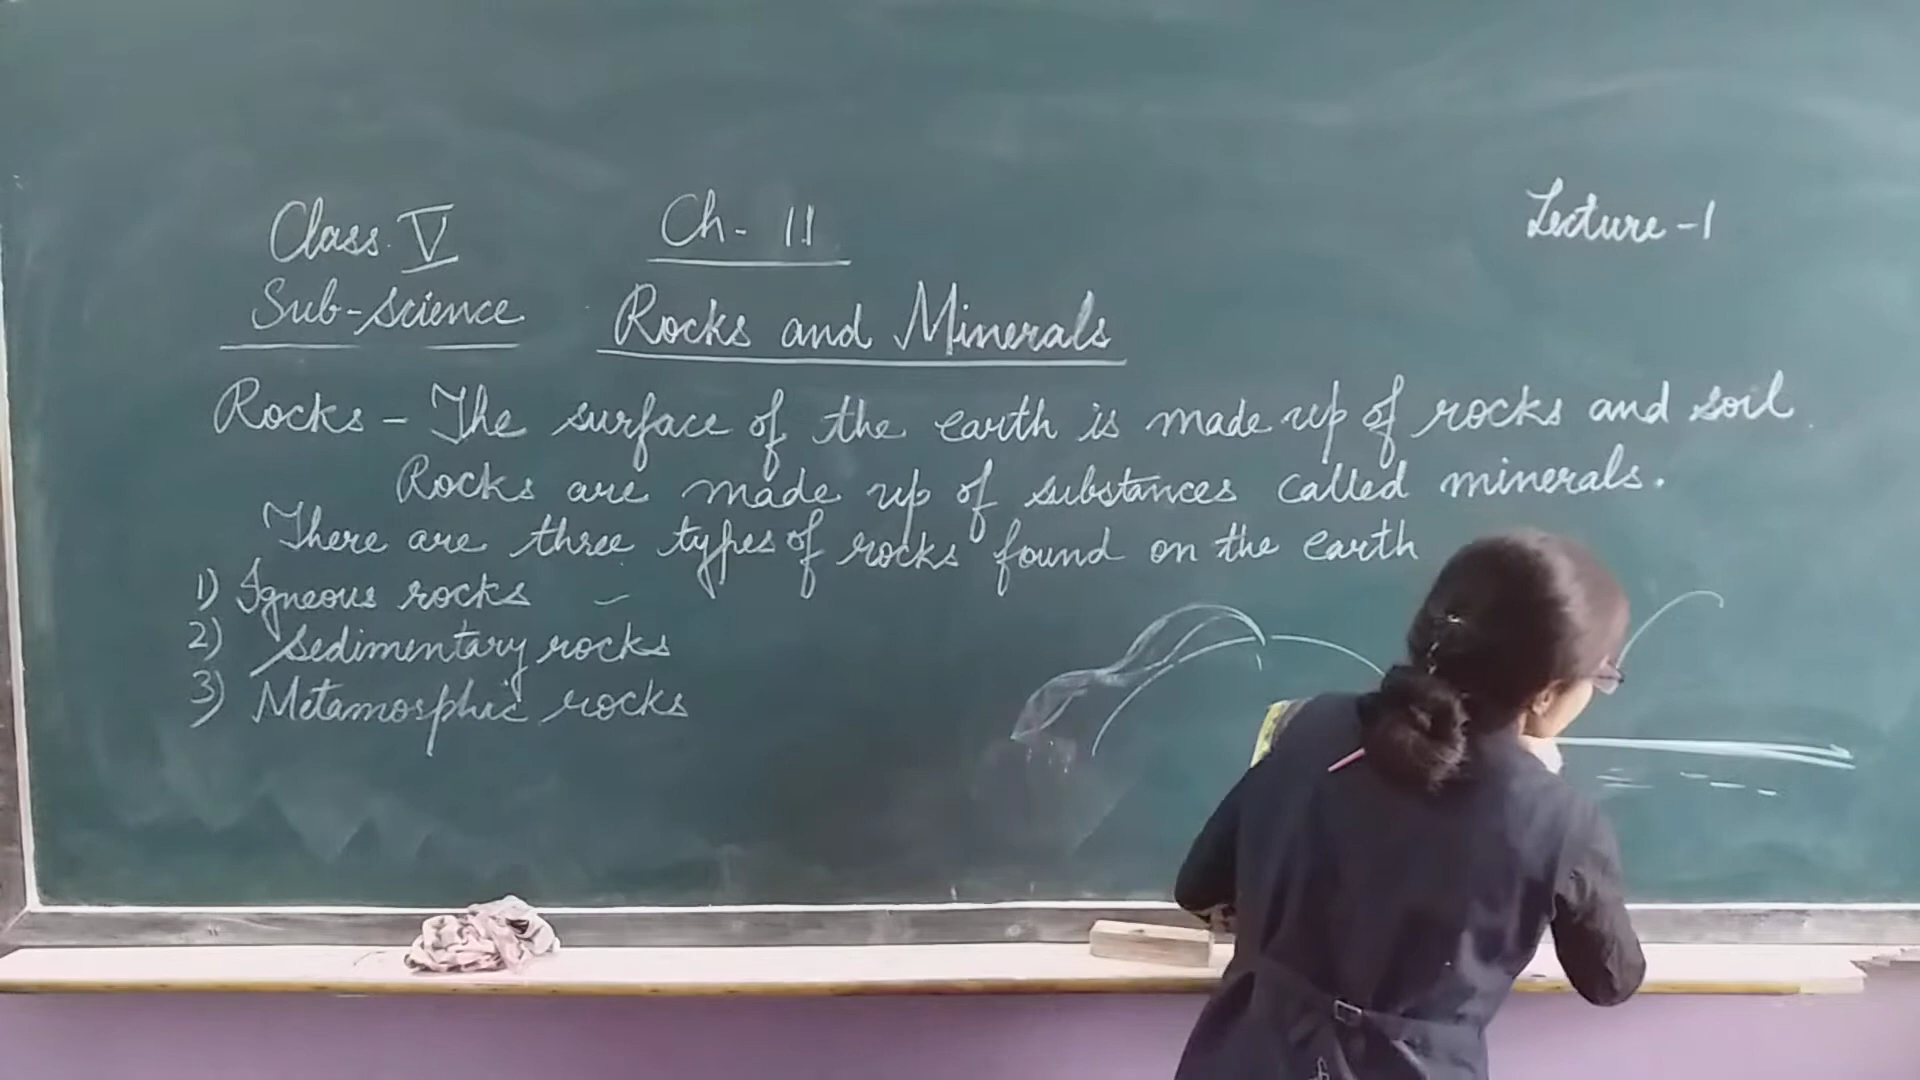 Class V Ch- 11 Lecture-1
Sub-science Rocks and Minerals
Rocks - The surface of the earth is made up of rocks and soil.
Rocks are made up of substances called minerals.
There are three types of rocks found on the earth
1) Igneous rocks
2) Sedimentary rocks
3) Metamorphic rocks